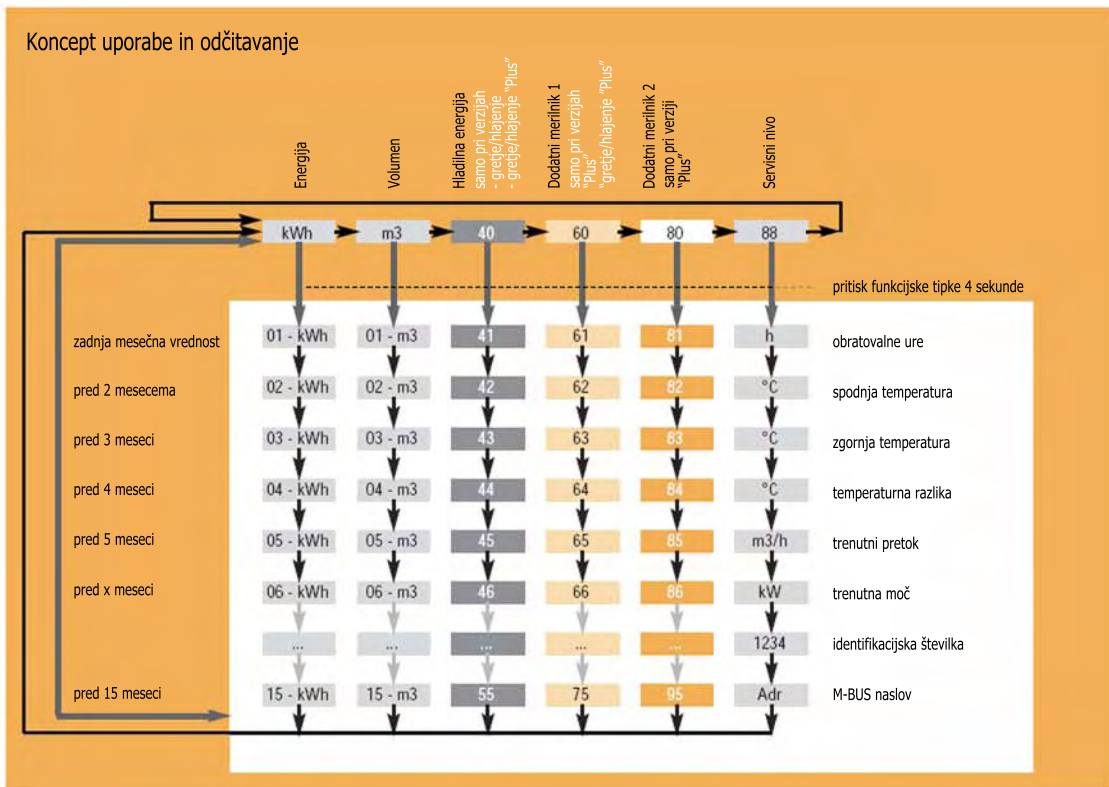 Koncept uporabe in odčitavanje
Energija
Volumen
Hladilna energija
samo pri verzijah
- gretje/hlajenje
- gretje/hlajenje "Plus"
Dodatni merilnik 1
samo pri verzijah
"Plus"
"gretje/hlajenje "Plus"
Dodatni merilnik 2
samo pri verziji
"Plus"
Servisni nivo
kWh m3 40 60 80 88
pritisk funkcijske tipke 4 sekunde
zadnja mesečna vrednost 01 - kWh 01 - m3 41 61 81 h obratovalne ure
pred 2 mesecema 02 - kWh 02 - m3 42 62 82 °C spodnja temperatura
pred 3 meseci 03 - kWh 03 - m3 43 63 83 °C zgornja temperatura
pred 4 meseci 04 - kWh 04 - m3 44 64 84 °C temperaturna razlika
pred 5 meseci 05 - kWh 05 - m3 45 65 85 m3/h trenutni pretok
pred x meseci 06 - kWh 06 - m3 46 66 86 kW trenutna moč
... ... ... ... ... 1234 identifikacijska številka
pred 15 meseci 15 - kWh 15 - m3 55 75 95 Adr M-BUS naslov